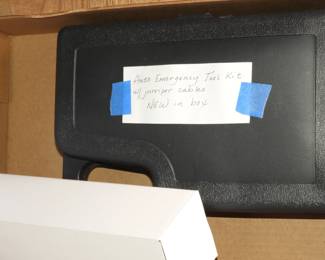 Auto Emergency Tool Kit
w/ jumper cables
NEW in box